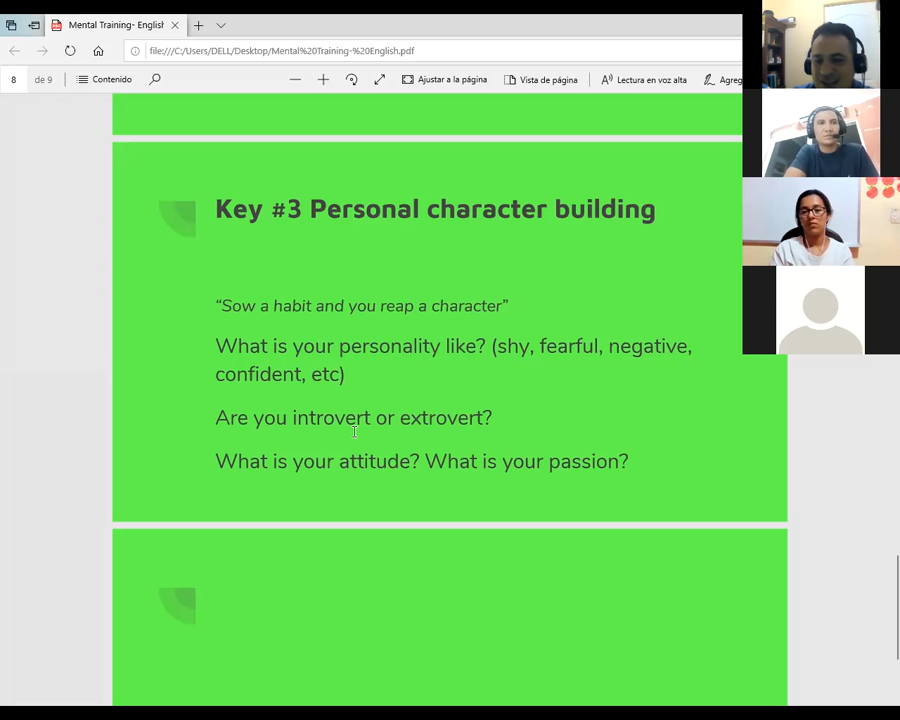 Mental Training- English
file:///C:/Users/DELL/Desktop/Mental%20Training-%20English.pdf
8 de 9 Contenido Ajustar a la página Vista de página Lectura en voz alta Agreg
Key #3 Personal character building
“Sow a habit and you reap a character”
What is your personality like? (shy, fearful, negative,
confident, etc)
Are you introvert or extrovert?
What is your attitude? What is your passion?